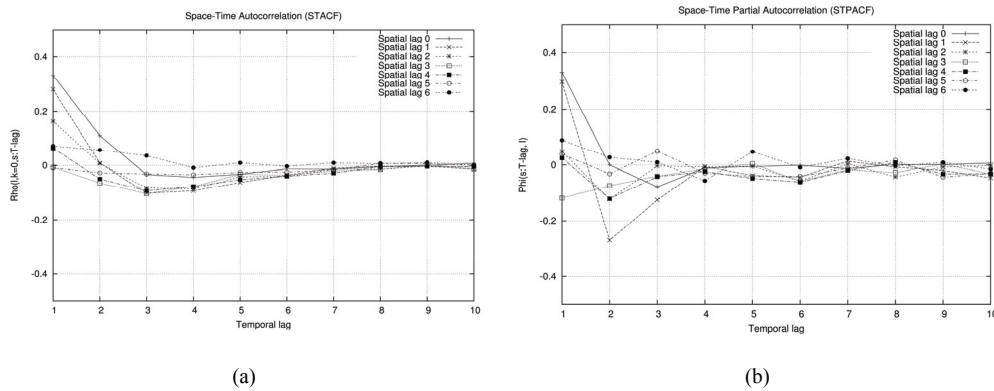 Space-Time Autocorrelation (STACF)
Spatial lag 0
Spatial lag 1
Spatial lag 2
Spatial lag 3
Spatial lag 4
Spatial lag 5
Spatial lag 6
Rho(l,k=0,s:T-lag)
0.4
0.2
0
-0.2
-0.4
1 2 3 4 5 6 7 8 9 10
Temporal lag
(a)
Space-Time Partial Autocorrelation (STPACF)
Spatial lag 0
Spatial lag 1
Spatial lag 2
Spatial lag 3
Spatial lag 4
Spatial lag 5
Spatial lag 6
Phi(s:T-lag, l)
0.4
0.2
0
-0.2
-0.4
1 2 3 4 5 6 7 8 9 10
Temporal lag
(b)